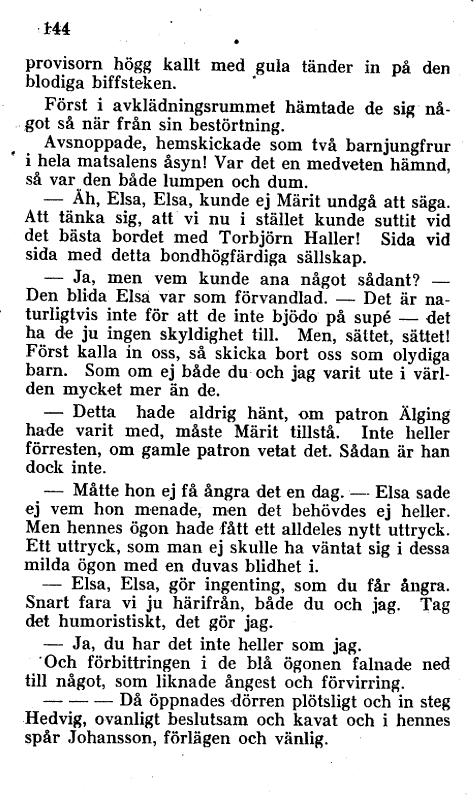 144
provisorn högg kallt med gula tänder in på den
blodiga biffsteken.
Först i avklädningsrummet hämtade de sig nå-
got så när från sin bestörtning.
Avsnoppade, hemskickade som två barnjungfrur
i hela matsalens åsyn! Var det en medveten hämnd,
så var den både lumpen och dum.
— Äh, Elsa, Elsa, kunde ej Märit undgå att säga.
Att tänka sig, att vi nu i stället kunde suttit vid
det bästa bordet med Torbjörn Haller! Sida vid
sida med detta bondhögfärdiga sällskap.
— Ja, men vem kunde ana något sådant? —
Den blida Elsa var som förvandlad. — Det är na-
turligtvis inte för att de inte bjödo på supé — det
ha de ju ingen skyldighet till. Men, sättet, sättet!
Först kalla in oss, så skicka bort oss som olydiga
barn. Som om ej både du och jag varit ute i värl-
den mycket mer än de.
— Detta hade aldrig hänt, om patron Älging
hade varit med, måste Märit tillstå. Inte heller
förresten, om gamle patron vetat det. Sådan är han
dock inte.
— Måtte hon ej få ångra det en dag. — Elsa sade
ej vem hon menade, men det behövdes ej heller.
Men hennes ögon hade fått ett alldeles nytt uttryck.
Ett uttryck, som man ej skulle ha väntat sig i dessa
milda ögon med en duvas blidhet i.
— Elsa, Elsa, gör ingenting, som du får ångra.
Snart fara vi ju härifrån, både du och jag. Tag
det humoristiskt, det gör jag.
— Ja, du har det inte heller som jag.
Och förbittringen i de blå ögonen falnade ned
till något, som liknade ångest och förvirring.
— — — Då öppnades dörren plötsligt och in steg
Hedvig, ovanligt beslutsam och kavat och i hennes
spår Johansson, förlägen och vänlig.